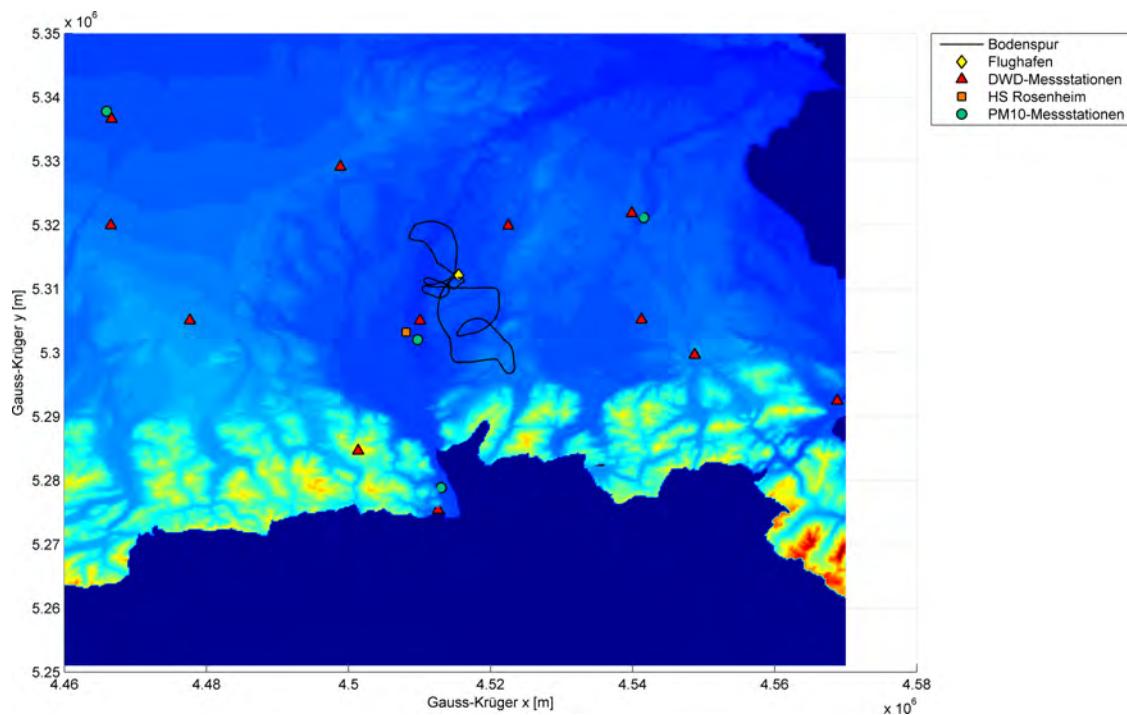 x 10⁶
5.35
5.34
5.33
5.32
5.31
5.3
5.29
5.28
5.27
5.26
5.25
Gauss-Krüger y [m]
4.46
4.48
4.5
4.52
4.54
4.56
4.58
Gauss-Krüger x [m]
x 10⁶
Bodenspur
Flughafen
DWD-Messstationen
HS Rosenheim
PM10-Messstationen